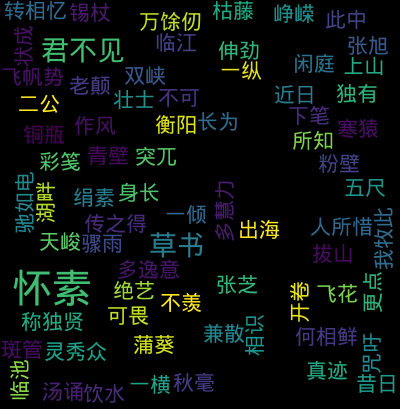 转相忆
锡杖
万馀仞
枯藤
峥嵘
此中
状成
君不见
临江
伸劲
张旭
飞帆势
老颠
双峡
一纵
闲庭
上山
二公
壮士
不可
近日
独有
铜瓶
作风
衡阳
长为
下笔
寒猿
所知
彩笺
青壁
突兀
粉壁
驰如电
湖畔
绢素
身长
多慧力
五尺
传之得
一倾
出海
人所惜
我牧此
天峻
骤雨
草书
拔山
怀素
多逸意
张芝
绝艺
不羡
开卷
飞花
更点
称独贤
可畏
兼散
相识
何相鲜
斑管
灵秀众
蒲葵
咒吁
真迹
临池
汤诵
饮水
一横
秋毫
昔日